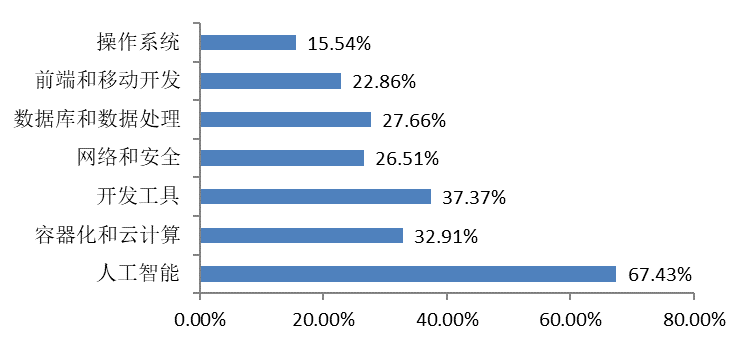 操作系统 15.54%
前端和移动开发 22.86%
数据库和数据处理 27.66%
网络和安全 26.51%
开发工具 37.37%
容器化和云计算 32.91%
人工智能 67.43%
0.00% 20.00% 40.00% 60.00% 80.00%